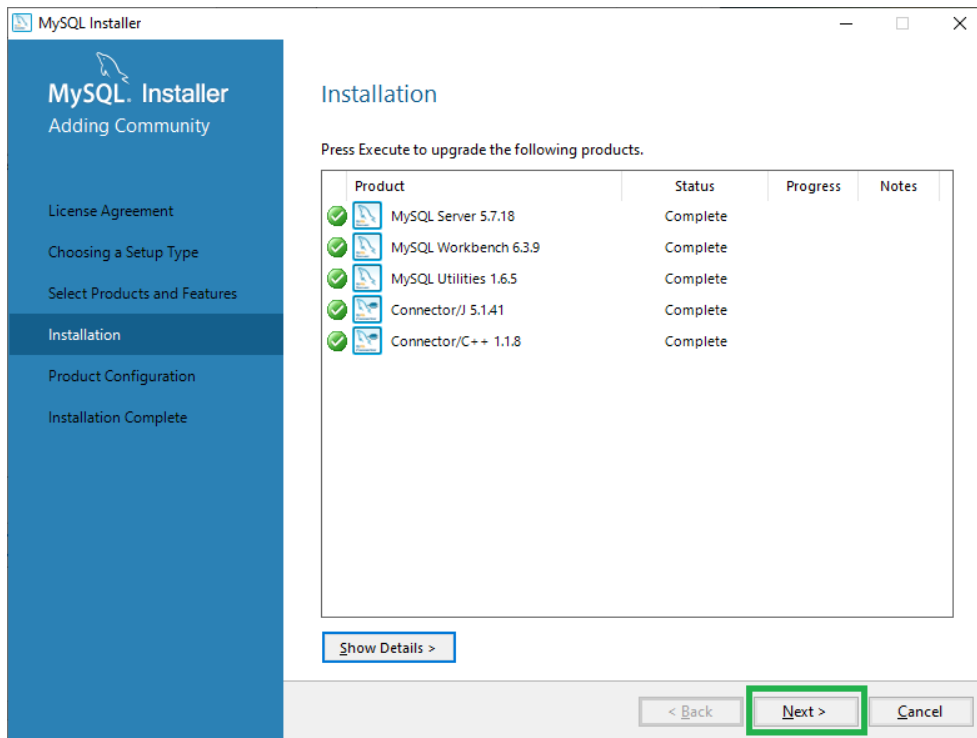 MySQL Installer
MySQL. Installer
Adding Community
License Agreement
Choosing a Setup Type
Select Products and Features
Installation
Product Configuration
Installation Complete
Installation
Press Execute to upgrade the following products.
Product Status Progress Notes
MySQL Server 5.7.18 Complete
MySQL Workbench 6.3.9 Complete
MySQL Utilities 1.6.5 Complete
Connector/J 5.1.41 Complete
Connector/C++ 1.1.8 Complete
Show Details >
< Back Next > Cancel